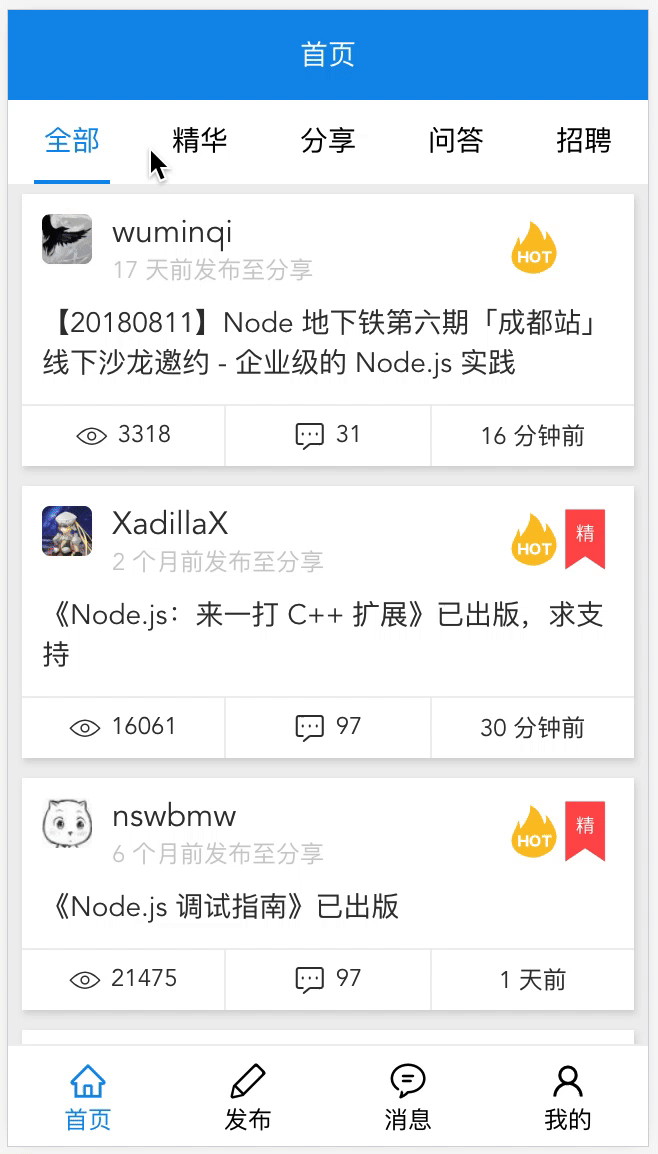 首页
全部 精华 分享 问答 招聘
wuminqi
HOT
17 天前发布至分享
【20180811】Node 地下铁第六期「成都站」
线下沙龙邀约 - 企业级的 Node.js 实践
3318 31 16 分钟前
XadillaX
HOT 精
2 个月前发布至分享
《Node.js：来一打 C++ 扩展》已出版，求支
持
16061 97 30 分钟前
nswbmw
HOT 精
6 个月前发布至分享
《Node.js 调试指南》已出版
21475 97 1 天前
首页 发布 消息 我的